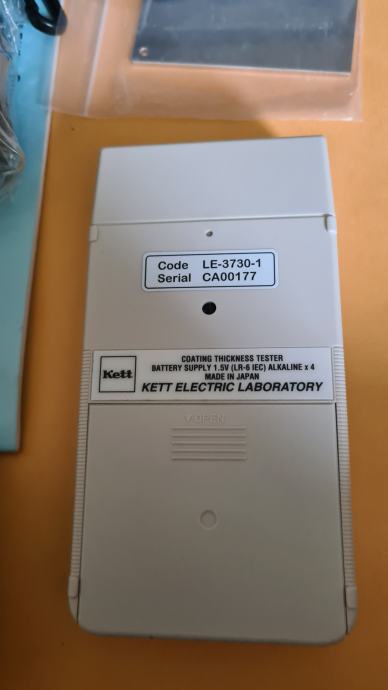 Code LE-3730-1
Serial CA00177
Kett
COATING THICKNESS TESTER
BATTERY SUPPLY 1.5V (LR-6 IEC) ALKALINE x 4
MADE IN JAPAN
KETT ELECTRIC LABORATORY
OPEN